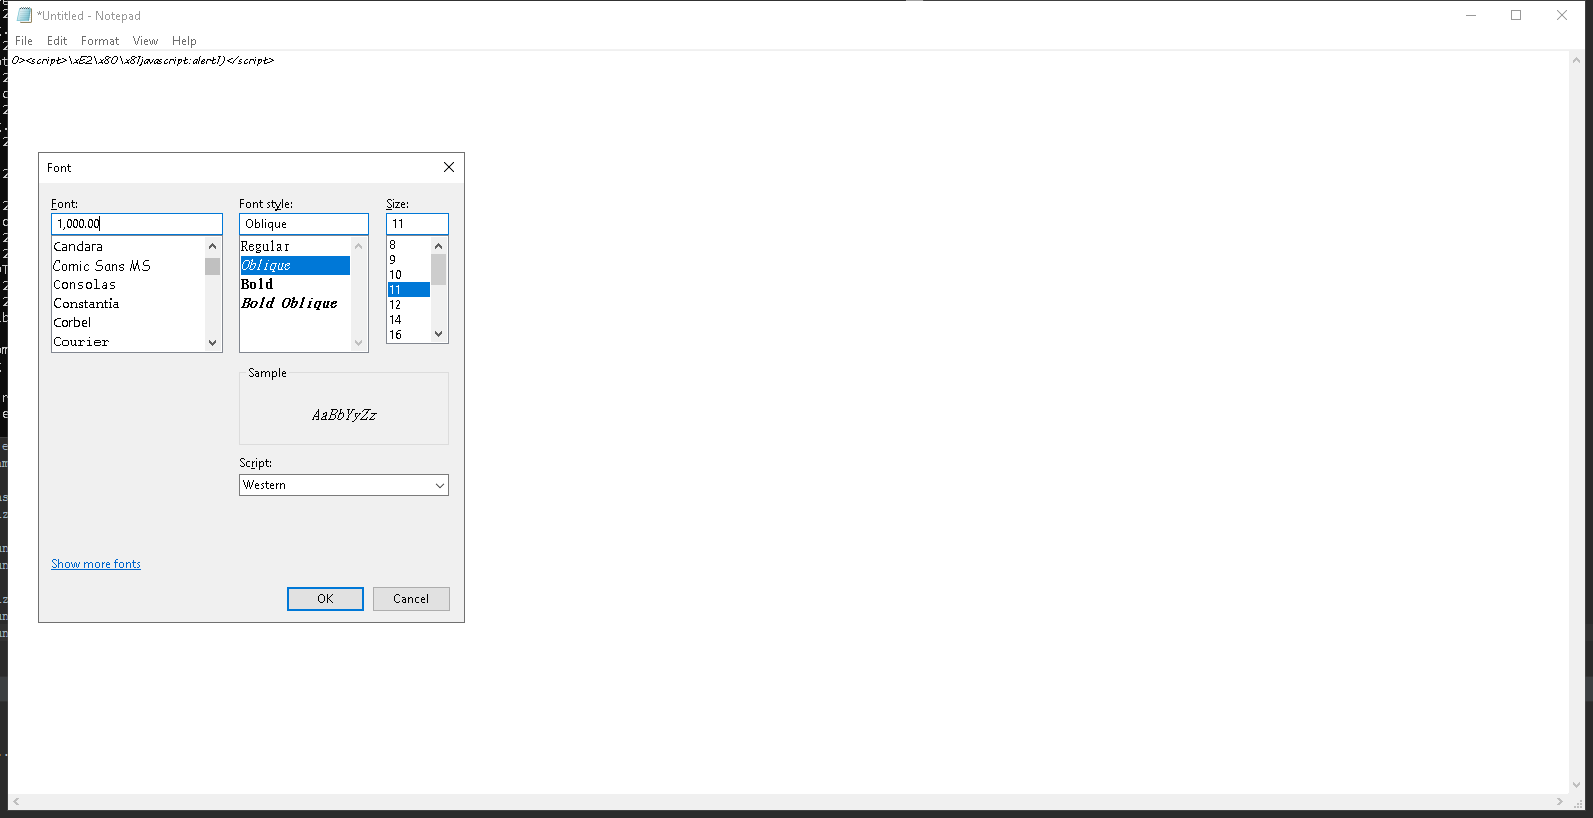 *Untitled - Notepad
File Edit Format View Help
0><script>\xE2\x80\x81javascript:alert1)</script>
Font
Font:
Font style:
Size:
1,000.00
Oblique
11
Candara
Comic Sans MS
Consolas
Constantia
Corbel
Courier
Regular
Oblique
Bold
Bold Oblique
8
9
10
11
12
14
16
Sample
AaBbYyZz
Script:
Western
Show more fonts
OK
Cancel